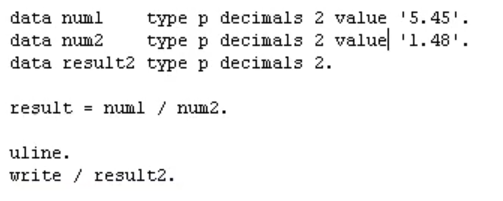 data num1    type p decimals 2 value '5.45'.
data num2    type p decimals 2 value '1.48'.
data result2 type p decimals 2.
result = num1 / num2.
uline.
write / result2.